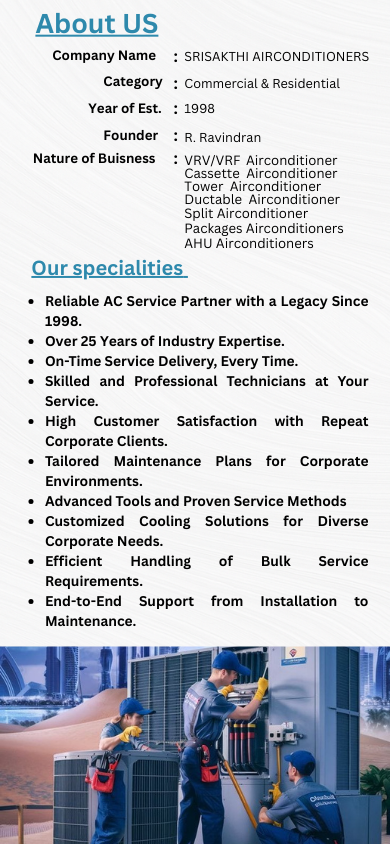 About US
Company Name : SRISAKTHI AIRCONDITIONERS
Category : Commercial & Residential
Year of Est. : 1998
Founder : R. Ravindran
Nature of Buisness : VRV/VRF Airconditioner
Cassette Airconditioner
Tower Airconditioner
Ductable Airconditioner
Split Airconditioner
Packages Airconditioners
AHU Airconditioners
Our specialities
• Reliable AC Service Partner with a Legacy Since
1998.
• Over 25 Years of Industry Expertise.
• On-Time Service Delivery, Every Time.
• Skilled and Professional Technicians at Your
Service.
• High Customer Satisfaction with Repeat
Corporate Clients.
• Tailored Maintenance Plans for Corporate
Environments.
• Advanced Tools and Proven Service Methods
• Customized Cooling Solutions for Diverse
Corporate Needs.
• Efficient Handling of Bulk Service
Requirements.
• End-to-End Support from Installation to
Maintenance.